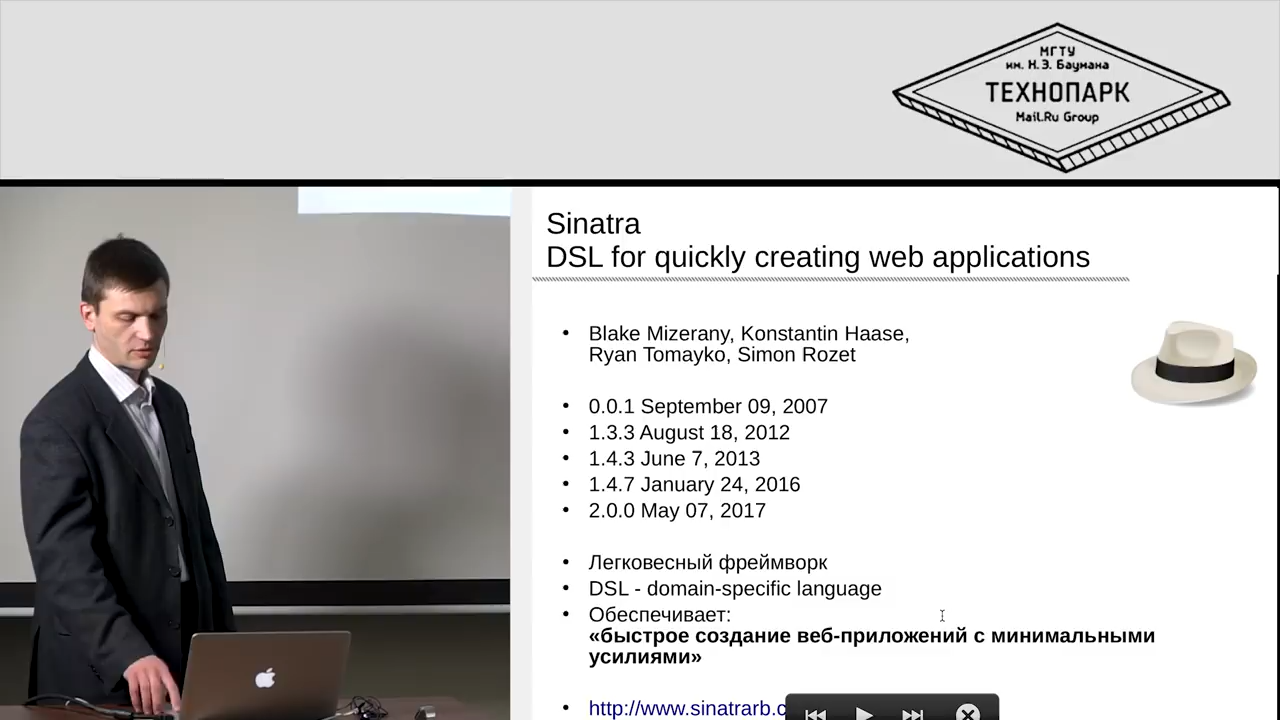 МГТУ
им. Н.Э. Баумана
ТЕХНОПАРК
Mail.Ru Group
Sinatra
DSL for quickly creating web applications
• Blake Mizerany, Konstantin Haase,
Ryan Tomayko, Simon Rozet
• 0.0.1 September 09, 2007
• 1.3.3 August 18, 2012
• 1.4.3 June 7, 2013
• 1.4.7 January 24, 2016
• 2.0.0 May 07, 2017
• Легковесный фреймворк
• DSL - domain-specific language
• Обеспечивает:
«быстрое создание веб-приложений с минимальными
усилиями»
• http://www.sinatrarb.c